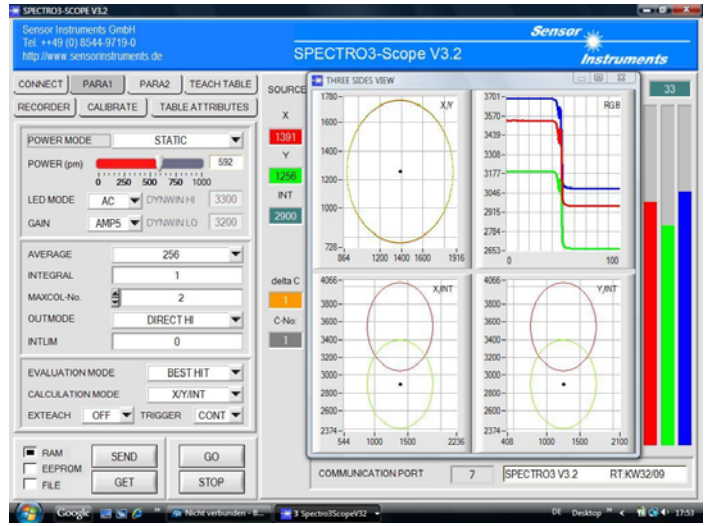 SPECTRO3-SCOPE V3.2
Sensor Instruments GmbH
Tel. ++49 (0) 8544-9719-0
http://www.sensorinstruments.de
SPECTRO3-Scope V3.2
Sensor
Instruments
CONNECT PARA1 PARA2 TEACH TABLE
RECORDER CALIBRATE TABLE ATTRIBUTES
POWER MODE STATIC
POWER (pm) 592
0 250 500 750 1000
LED MODE AC DYNWIN HI 3300
GAIN AMP5 DYNWIN LO 3200
AVERAGE 256
INTEGRAL 1
MAXCOL-No. 2
OUTMODE DIRECT HI
INTLIM 0
EVALUATION MODE BEST HIT
CALCULATION MODE X/Y/INT
EXTEACH OFF TRIGGER CONT
RAM
EEPROM
FILE
SEND GO
GET STOP
SOURCE
X
1391
Y
1256
INT
2900
delta C
1
C-No:
1
THREE SIDES VIEW
X,Y
1780-
1600-
1400-
1200-
1000-
728-
864 1200 1400 1600 1916
RGB
3701-
3570-
3439-
3308-
3177-
3046-
2915-
2784-
2653-
0 100
X,INT
4066-
3800-
3600-
3400-
3200-
3000-
2800-
2600-
2374-
544 1000 1500 2236
Y,INT
4066-
3800-
3600-
3400-
3200-
3000-
2800-
2600-
2374-
408 1000 1500 2100
33
COMMUNICATION PORT 7 SPECTRO3 V3.2 RT:KW32/09
Google » Nicht verbunden - B... 3 Spectro3ScopeV32 DE Desktop » < 17:53